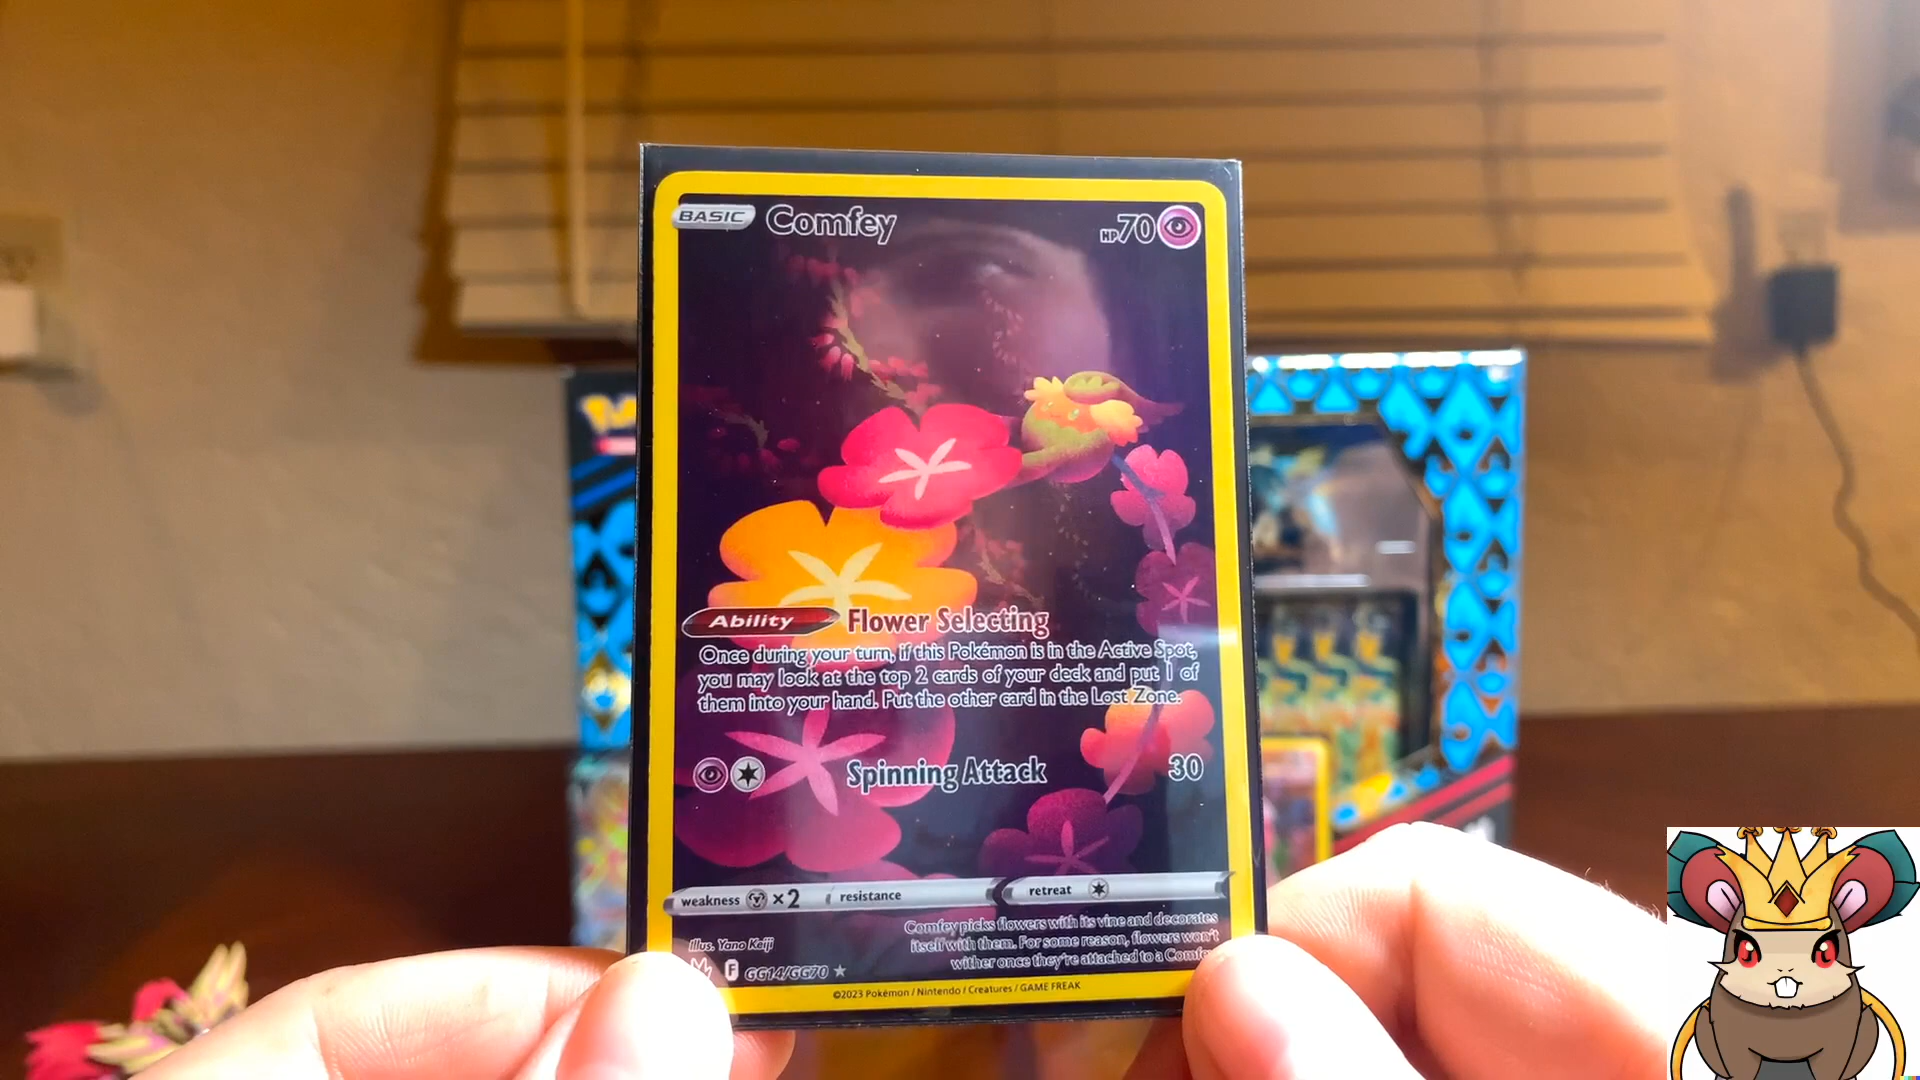 BASIC Comfey HP70
Ability Flower Selecting
Once during your turn, if this Pokémon is in the Active Spot,
you may look at the top 2 cards of your deck and put 1 of
them into your hand. Put the other card in the Lost Zone.
Spinning Attack 30
weakness ×2 resistance retreat
Comfey picks flowers with its vine and decorates
itself with them. For some reason, flowers won't
wither once they're attached to a
Illus. Yano Keiji
F GG14/GG70
©2023 Pokémon / Nintendo / Creatures / GAME FREAK